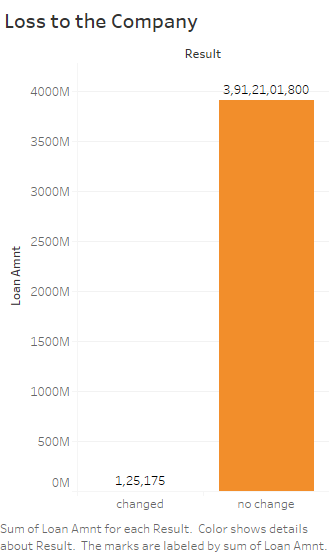 Loss to the Company
Result
4000M
3500M
3000M
2500M
2000M
1500M
1000M
500M
0M
Loan Amnt
3,91,21,01,800
1,25,175
changed
no change
Sum of Loan Amnt for each Result. Color shows details
about Result. The marks are labeled by sum of Loan Amnt.